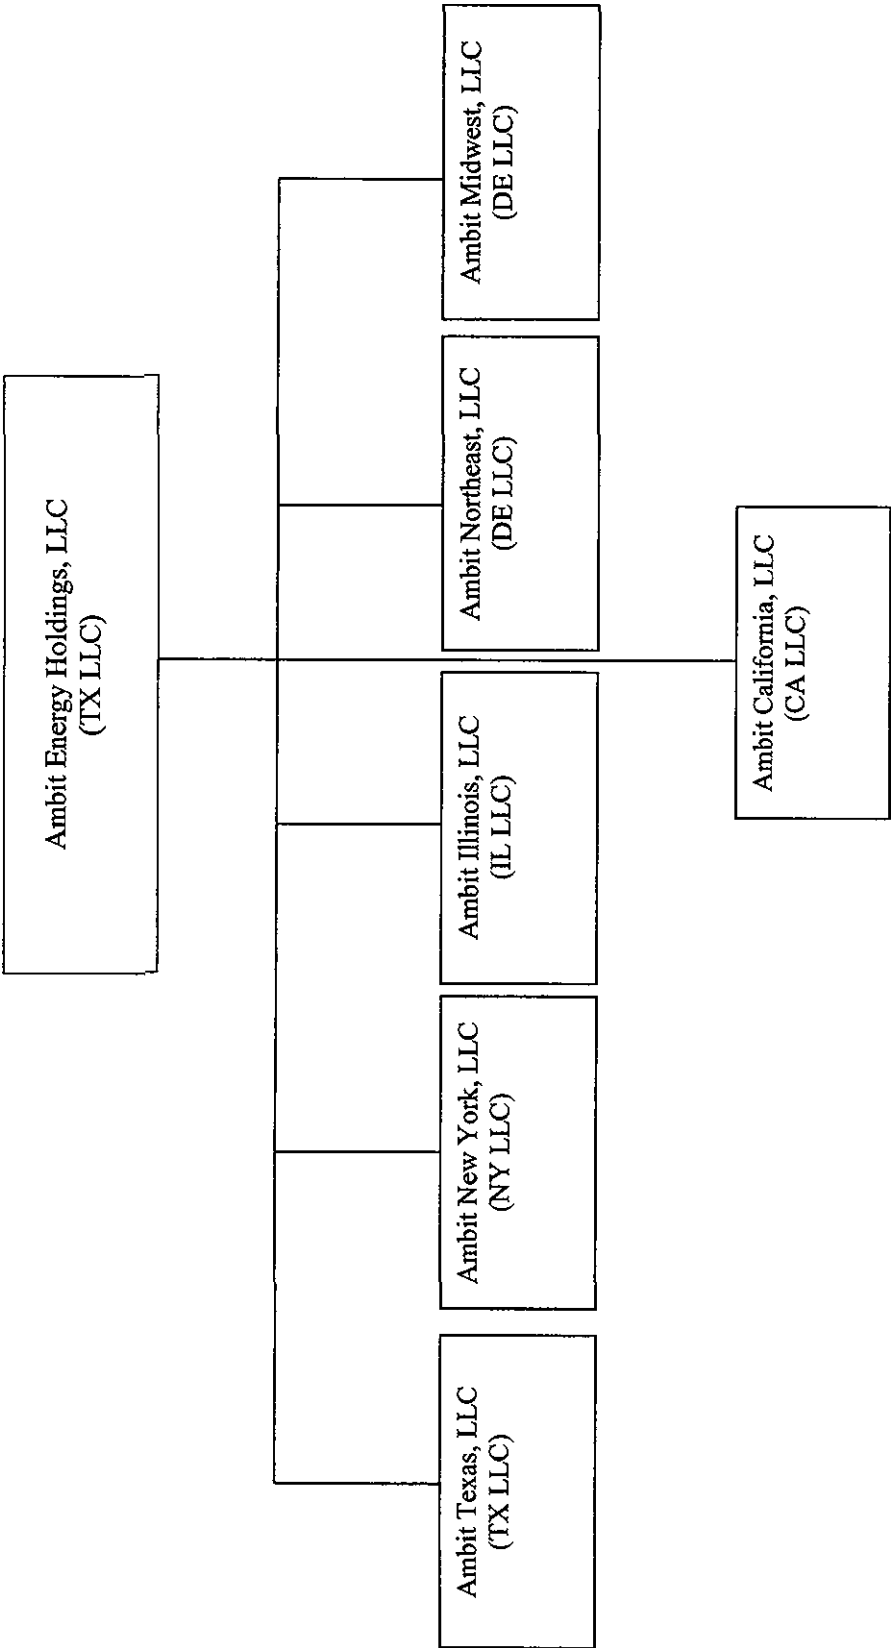 Ambit Energy Holdings, LLC
(TX LLC)
Ambit Texas, LLC
(TX LLC)
Ambit New York, LLC
(NY LLC)
Ambit Illinois, LLC
(IL LLC)
Ambit Northeast, LLC
(DE LLC)
Ambit Midwest, LLC
(DE LLC)
Ambit California, LLC
(CA LLC)